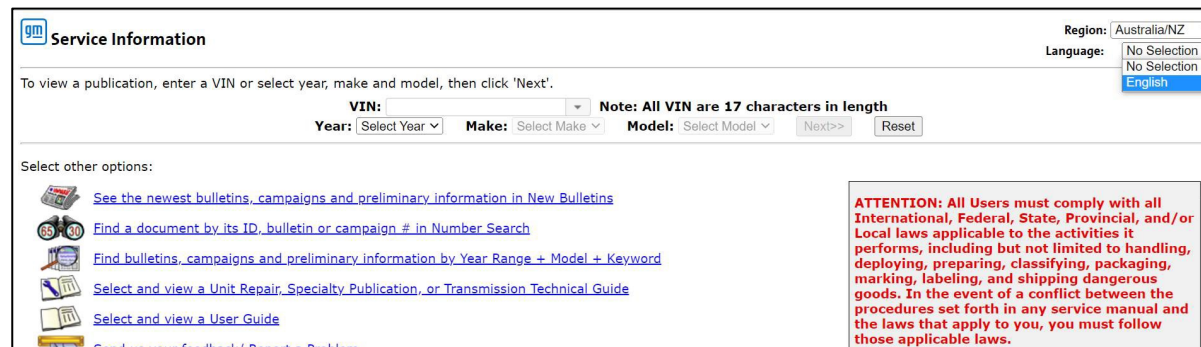 gm Service Information
Region: Australia/NZ
Language: No Selection
No Selection
English
To view a publication, enter a VIN or select year, make and model, then click 'Next'.
VIN: Note: All VIN are 17 characters in length
Year: Select Year Make: Select Make Model: Select Model Next>> Reset
Select other options:
See the newest bulletins, campaigns and preliminary information in New Bulletins
65 30 Find a document by its ID, bulletin or campaign # in Number Search
Find bulletins, campaigns and preliminary information by Year Range + Model + Keyword
Select and view a Unit Repair, Specialty Publication, or Transmission Technical Guide
Select and view a User Guide
Send us your feedback/ Report a Problem
ATTENTION: All Users must comply with all
International, Federal, State, Provincial, and/or
Local laws applicable to the activities it
performs, including but not limited to handling,
deploying, preparing, classifying, packaging,
marking, labeling, and shipping dangerous
goods. In the event of a conflict between the
procedures set forth in any service manual and
the laws that apply to you, you must follow
those applicable laws.